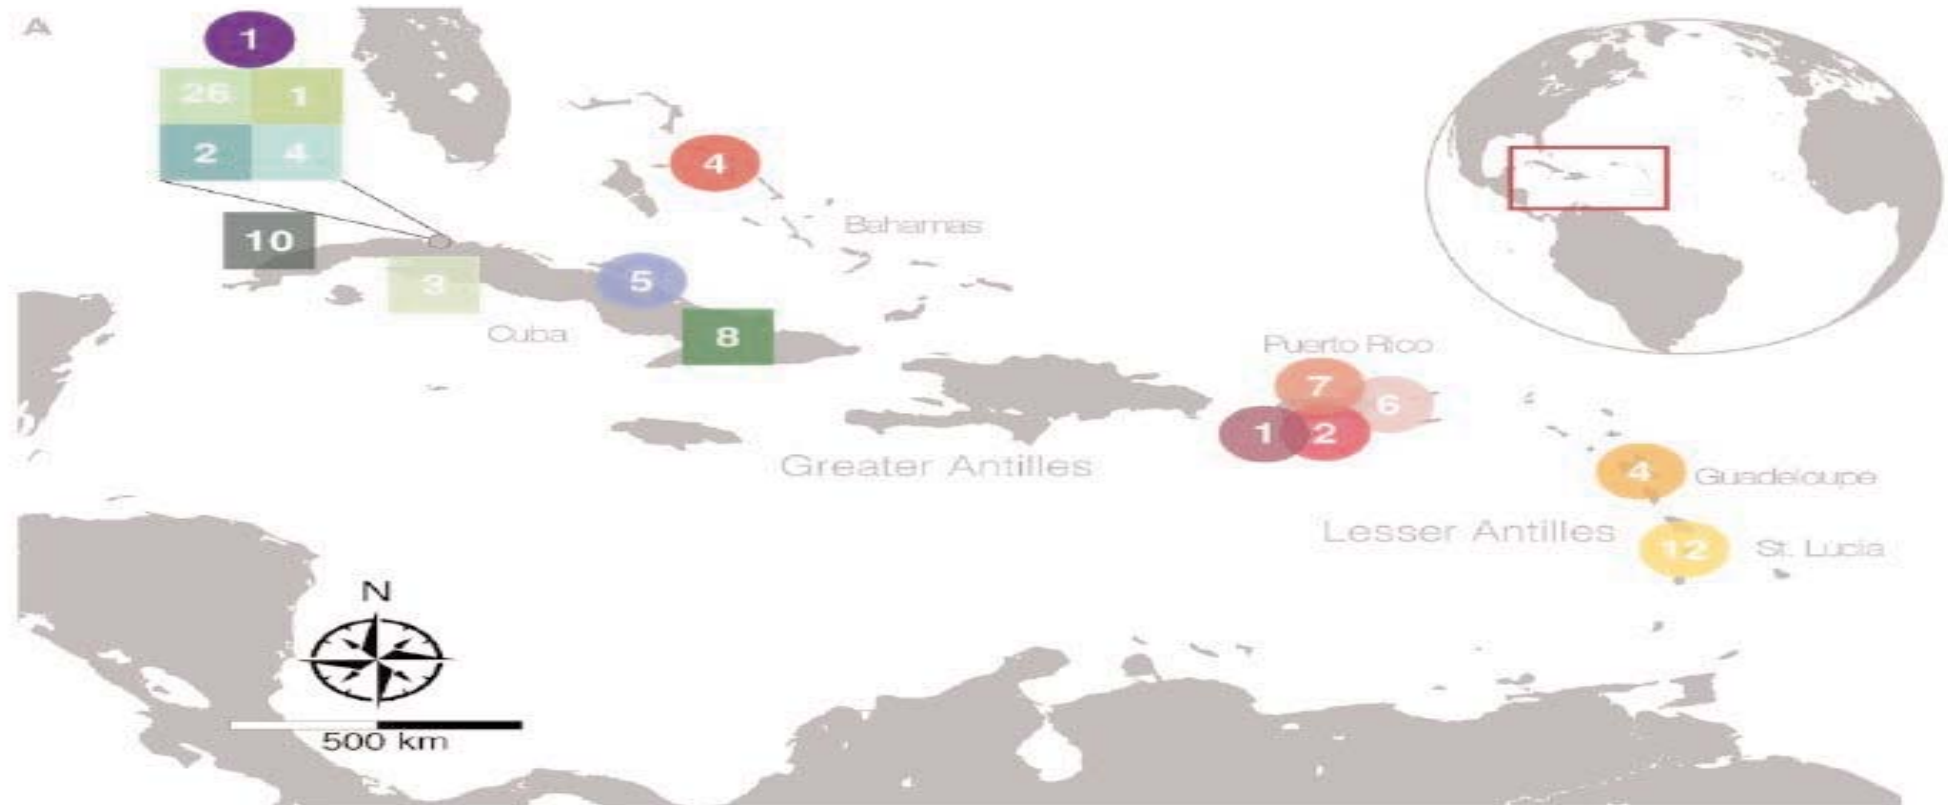 A
1
26 1
2 4
4
Bahamas
10
3
5
Cuba
8
Puerto Rico
7
6
1 2
Greater Antilles
4 Guadeloupe
Lesser Antilles
12 St. Lucia
N
500 km